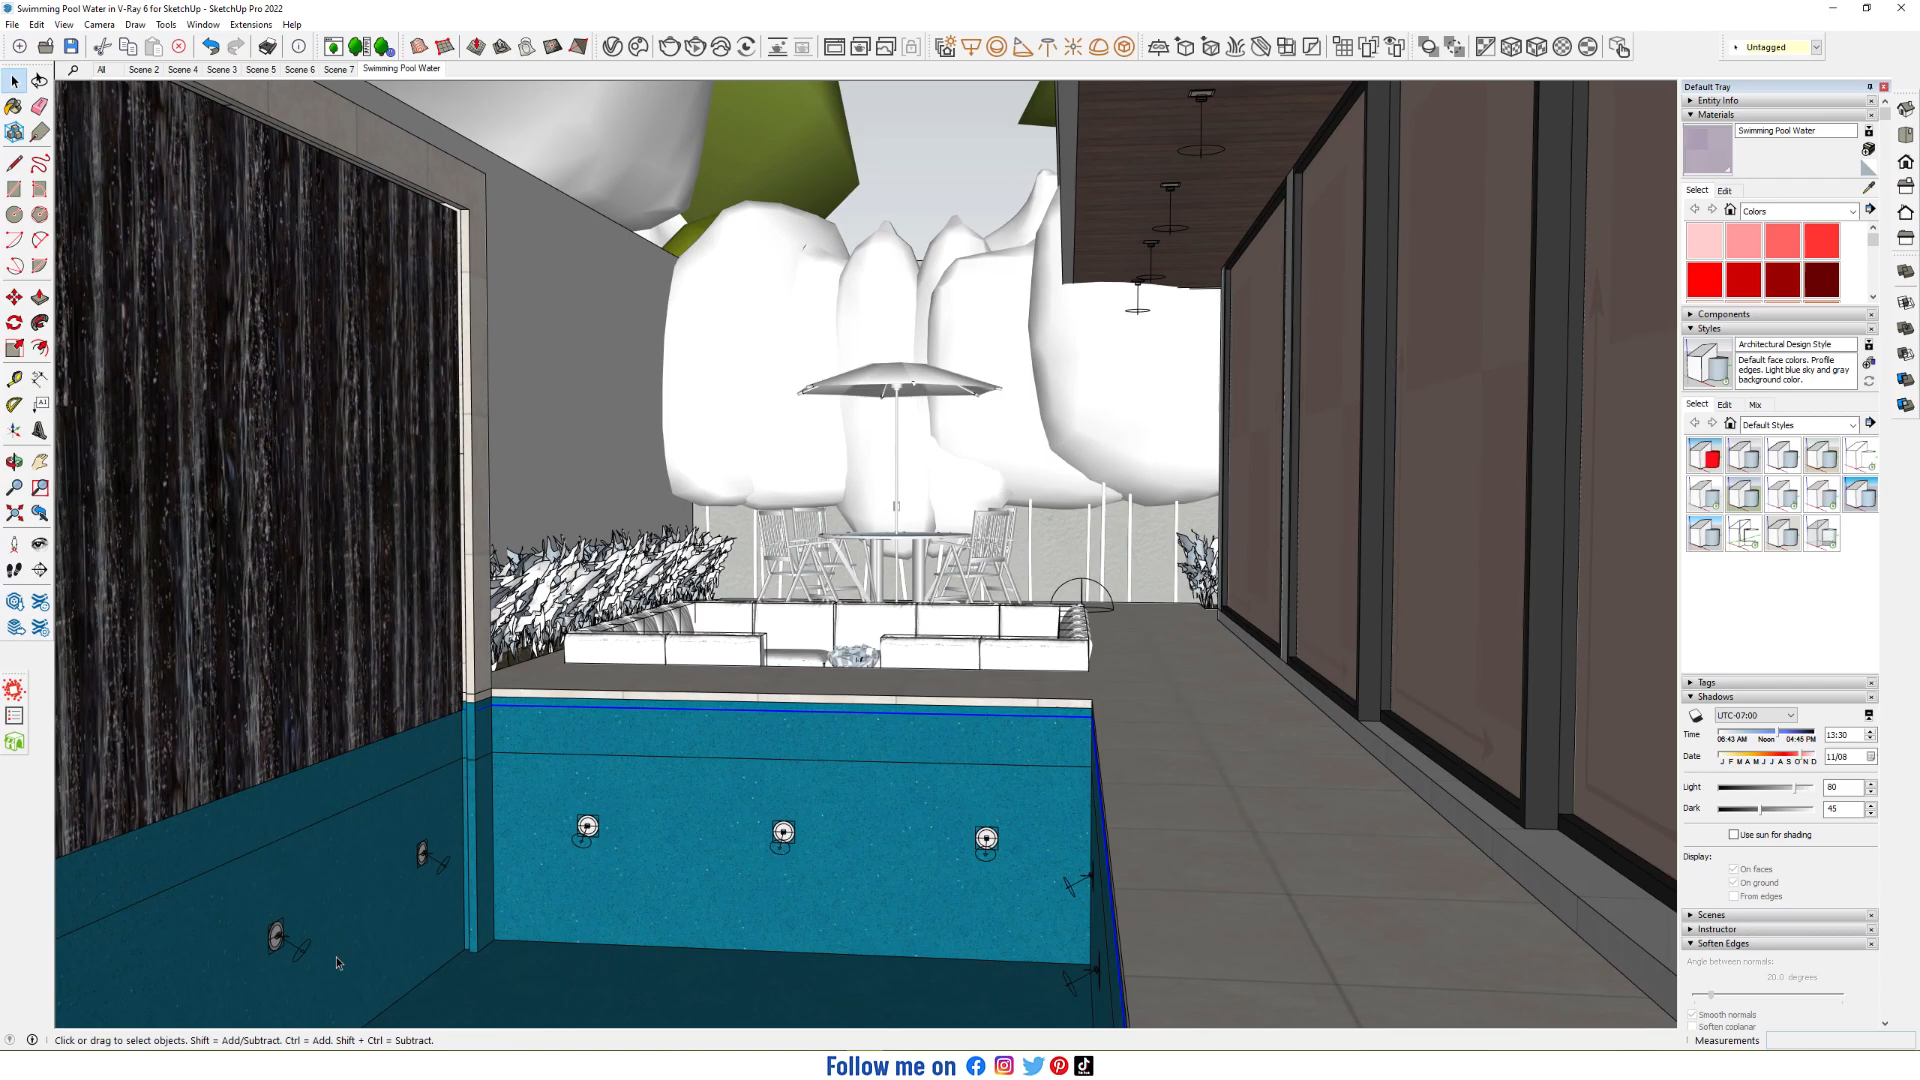 Swimming Pool Water in V-Ray 6 for SketchUp - SketchUp Pro 2022
File Edit View Camera Draw Tools Window Extensions Help
Untagged
All Scene 2 Scene 4 Scene 3 Scene 5 Scene 6 Scene 7 Swimming Pool Water
Default Tray
Entity Info
Materials
Swimming Pool Water
Select Edit
Colors
Components
Styles
Architectural Design Style
Default face colors. Profile
edges. Light blue sky and gray
background color.
Select Edit Mix
Default Styles
Tags
Shadows
UTC-07:00
Time 06:43 AM Noon 04:45 PM 13:30
Date J F M A M J J A S O N D 11/08
Light 80
Dark 45
Use sun for shading
Display:
On faces
On ground
From edges
Scenes
Instructor
Soften Edges
Angle between normals:
20.0 degrees
Smooth normals
Soften coplanar
Click or drag to select objects. Shift = Add/Subtract. Ctrl = Add. Shift + Ctrl = Subtract.
Measurements
Follow me on